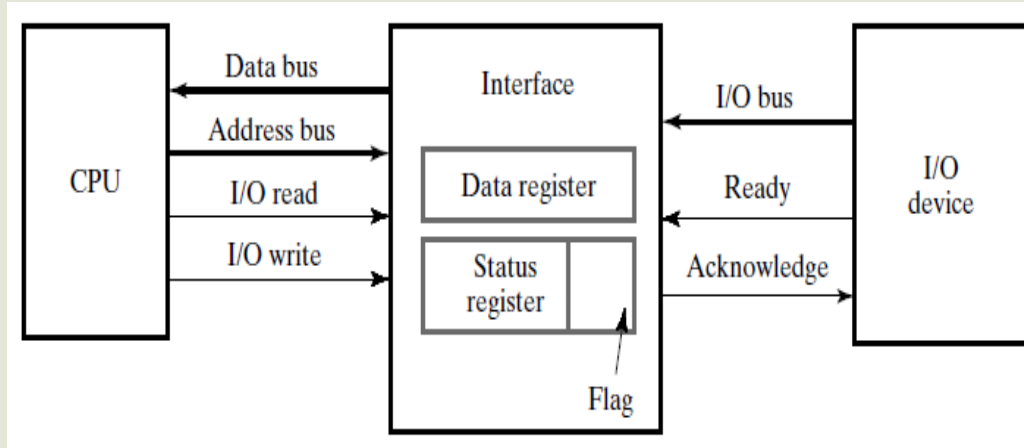 CPU
Data bus
Address bus
I/O read
I/O write
Interface
Data register
Status
register
Flag
I/O bus
Ready
Acknowledge
I/O
device